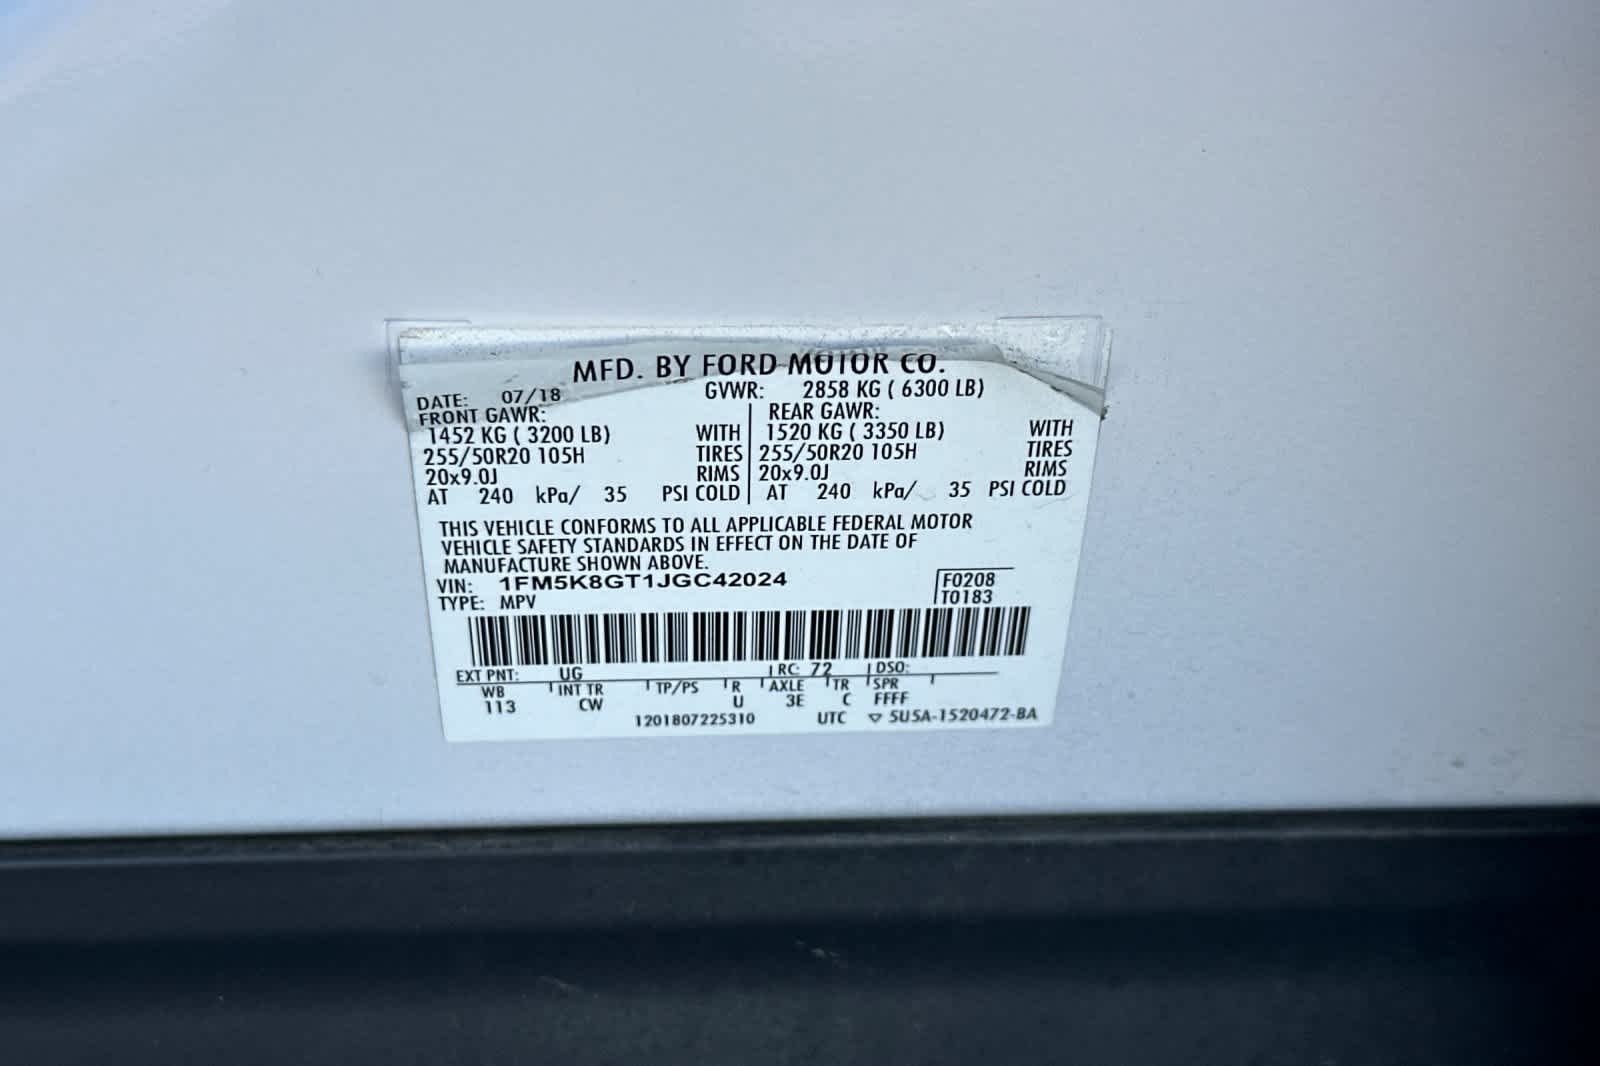 MFD. BY FORD MOTOR CO.
DATE: 07/18 GVWR: 2858 KG ( 6300 LB)
FRONT GAWR: REAR GAWR:
1452 KG ( 3200 LB) WITH 1520 KG ( 3350 LB) WITH
255/50R20 105H TIRES 255/50R20 105H TIRES
20x9.0J RIMS 20x9.0J RIMS
AT 240 kPa/ 35 PSI COLD AT 240 kPa/ 35 PSI COLD
THIS VEHICLE CONFORMS TO ALL APPLICABLE FEDERAL MOTOR
VEHICLE SAFETY STANDARDS IN EFFECT ON THE DATE OF
MANUFACTURE SHOWN ABOVE.
VIN: 1FM5K8GT1JGC42024 F0208
TYPE: MPV T0183
EXT PNT: UG RC: 72 DSO:
WB INT TR TP/PS R AXLE TR SPR
113 CW U 3E C FFFF
1201807225310 UTC ▽ 5U5A-1520472-BA